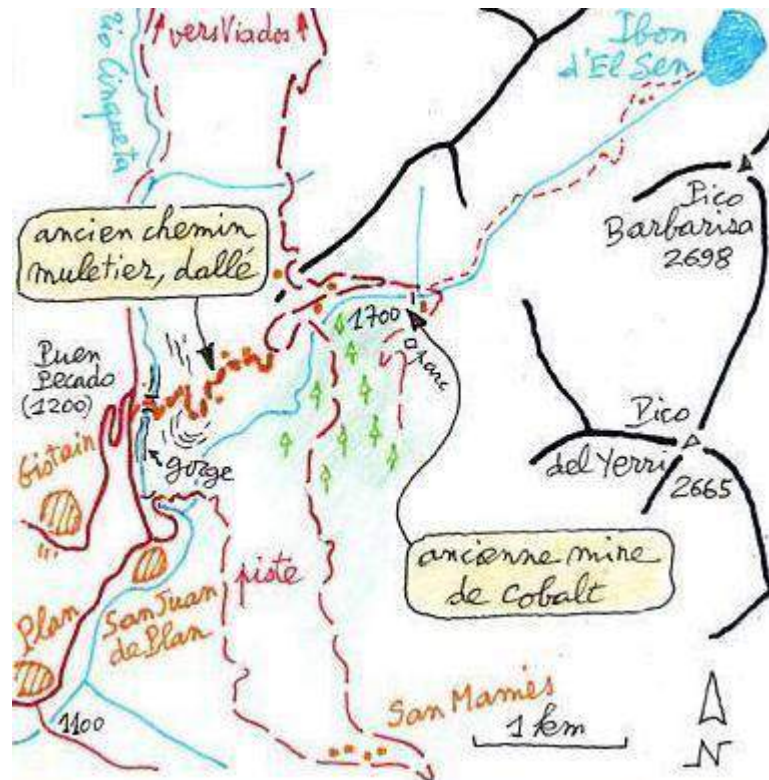 vers Viados
Rio Cinqueta
Ibon
d'El Sen
ancien chemin
muletier, dallé
Pico
Barbarisa
2698
1700
à parc
Puen
Pecado
(1200)
Gistain
gorge
Pico
del Yerri
2665
ancienne mine
de Cobalt
piste
San Juan
de Plan
Plan
San Mamès
1 km
1100
N